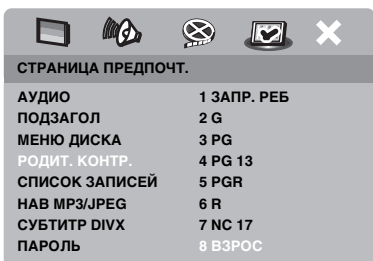 СТРАНИЦА ПРЕДПОЧТ.
АУДИО 1 ЗАПР. РЕБ
ПОДЗАГОЛ 2 G
МЕНЮ ДИСКА 3 PG
РОДИТ. КОНТР. 4 PG 13
СПИСОК ЗАПИСЕЙ 5 PGR
НАВ MP3/JPEG 6 R
СУБТИТР DIVX 7 NC 17
ПАРОЛЬ 8 ВЗРОС